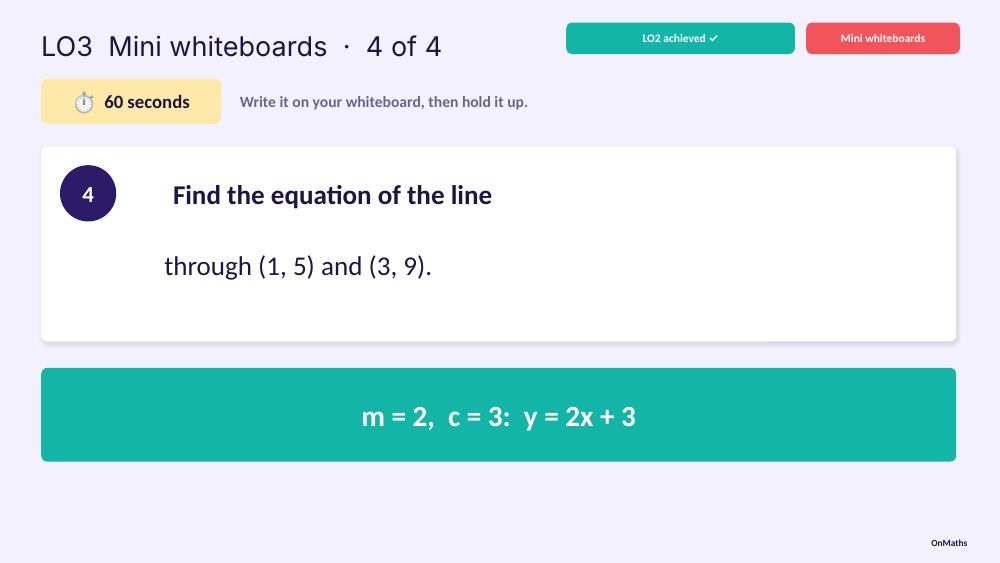 LO3  Mini whiteboards  ·  4 of 4
LO2 achieved ✓
Mini whiteboards
⏱️ 60 seconds
Write it on your whiteboard, then hold it up.
4
Find the equation of the line
through (1, 5) and (3, 9).
m = 2,  c = 3:  y = 2x + 3
OnMaths